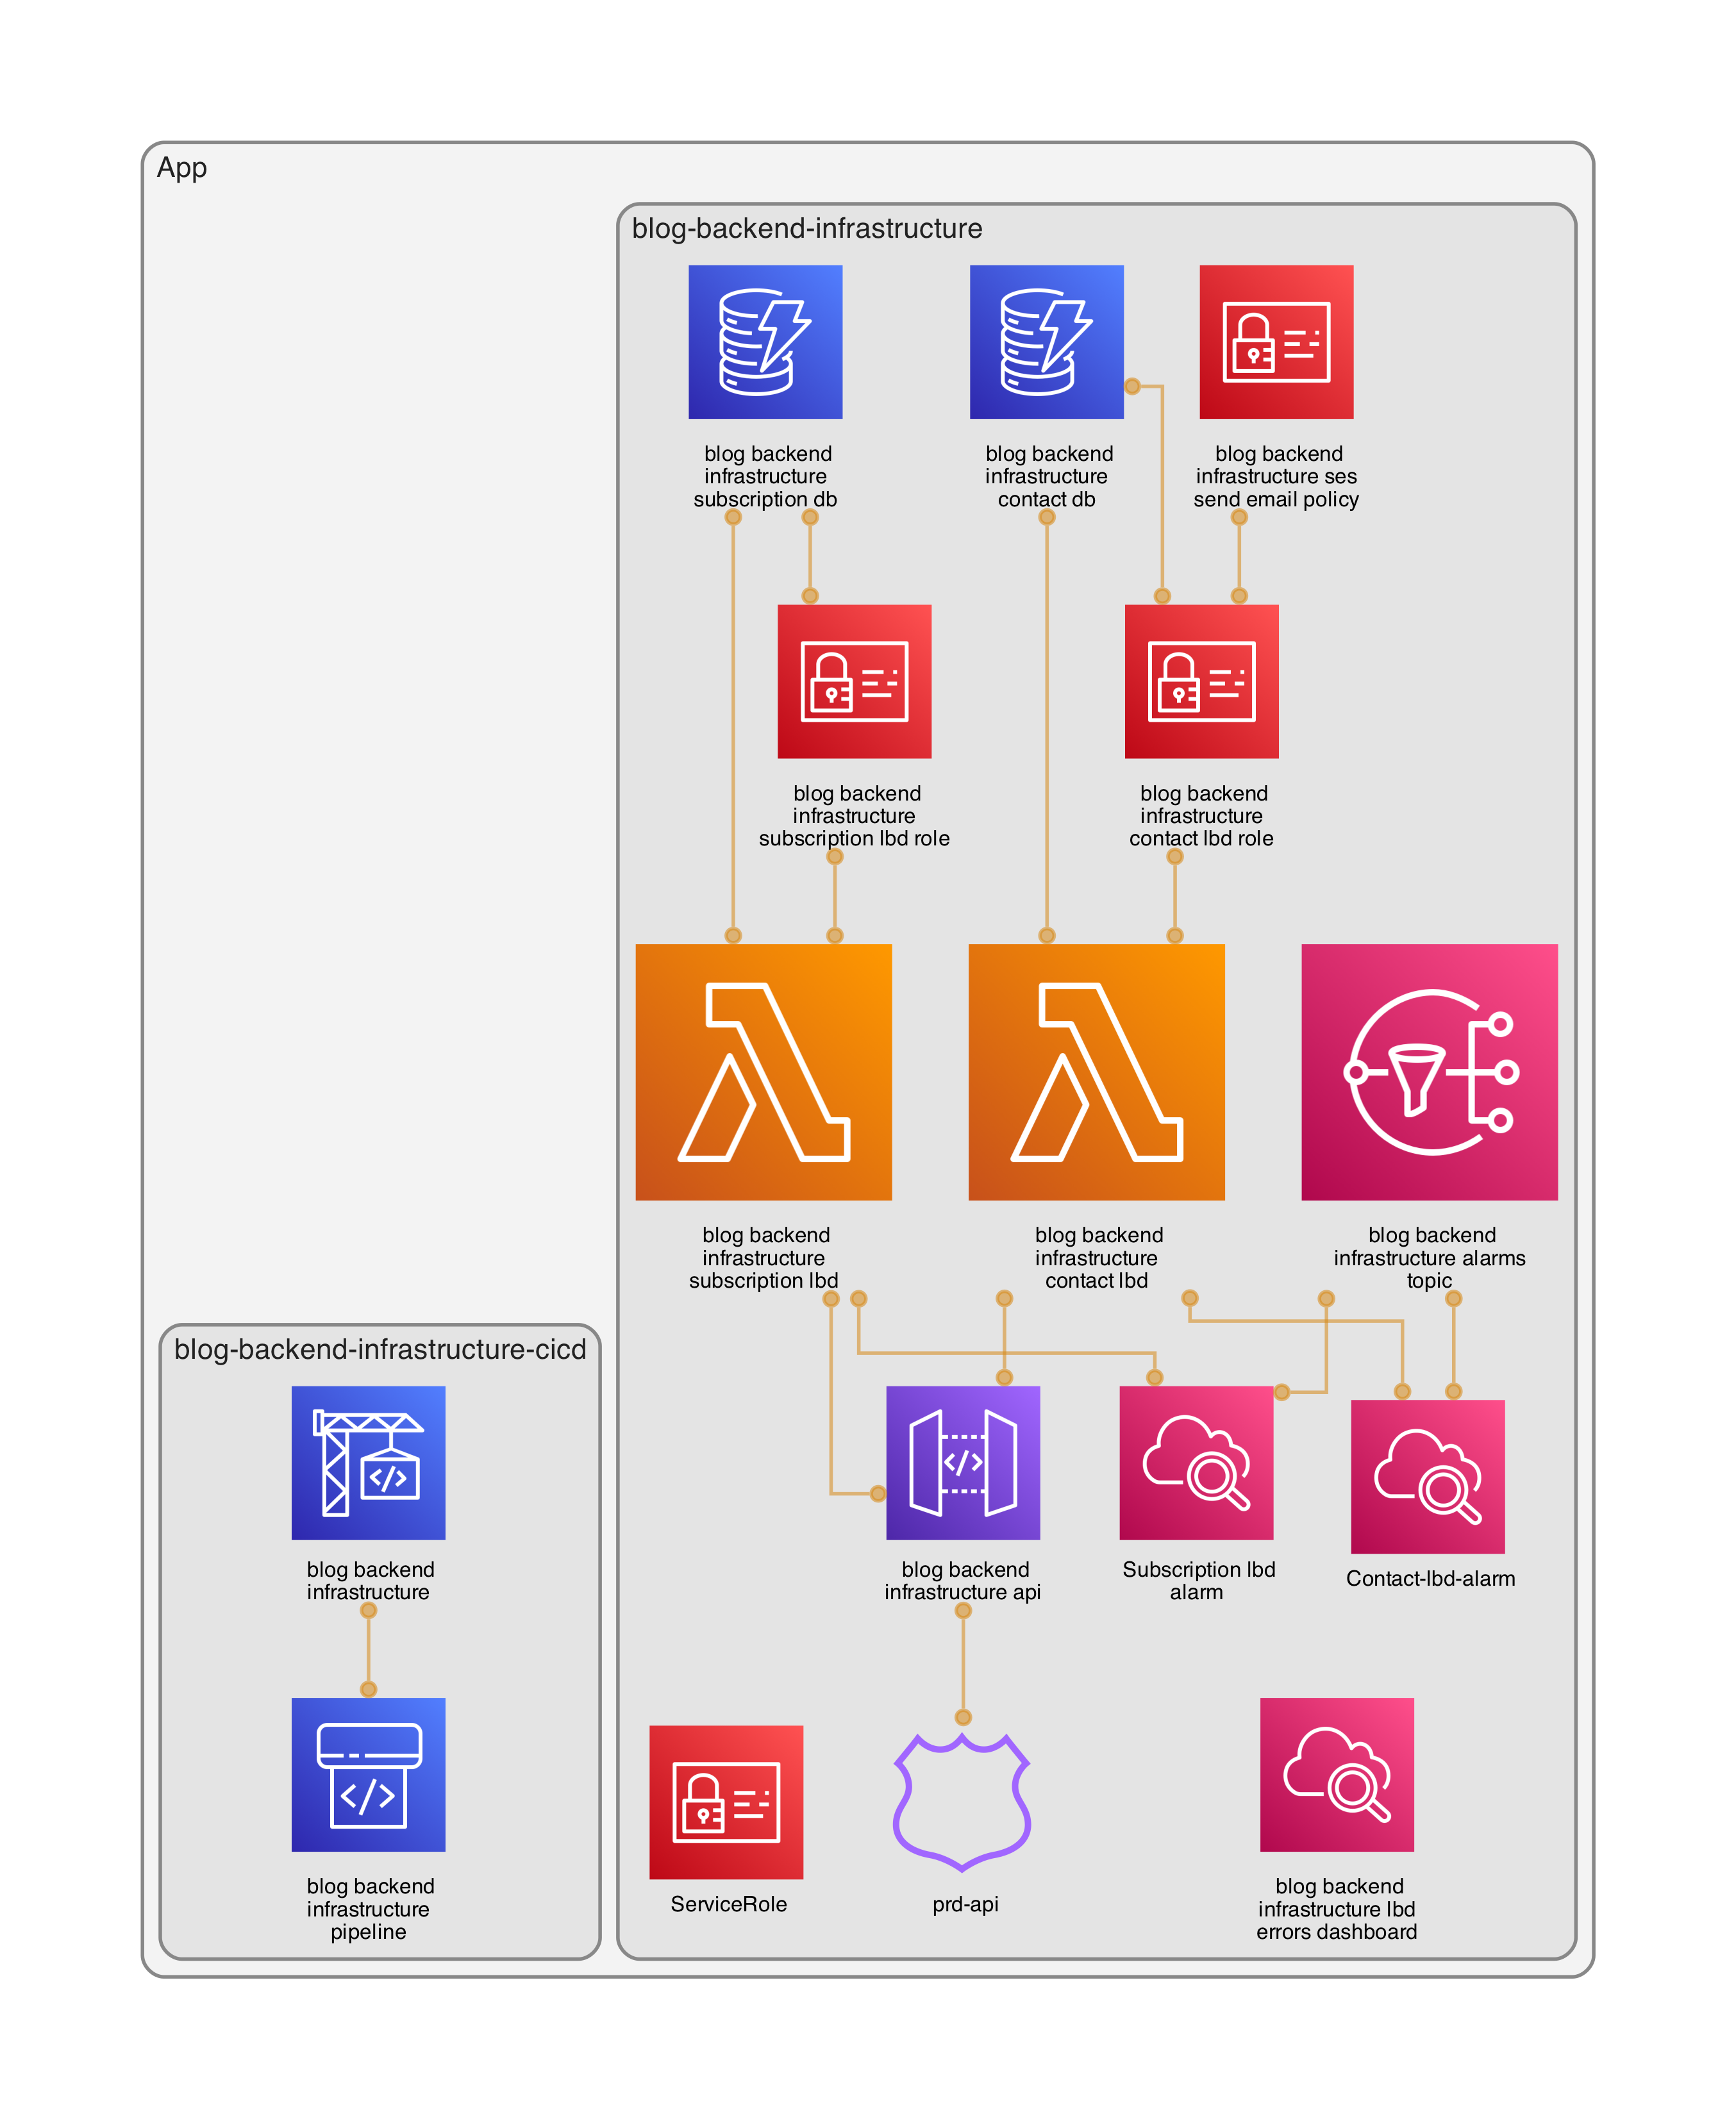 App
blog-backend-infrastructure
blog backend
infrastructure
subscription db
blog backend
infrastructure
contact db
blog backend
infrastructure ses
send email policy
blog backend
infrastructure
subscription lbd role
blog backend
infrastructure
contact lbd role
blog backend
infrastructure
subscription lbd
blog backend
infrastructure
contact lbd
blog backend
infrastructure alarms
topic
blog-backend-infrastructure-cicd
blog backend
infrastructure
blog backend
infrastructure api
Subscription lbd
alarm
Contact-lbd-alarm
blog backend
infrastructure
pipeline
ServiceRole
prd-api
blog backend
infrastructure lbd
errors dashboard